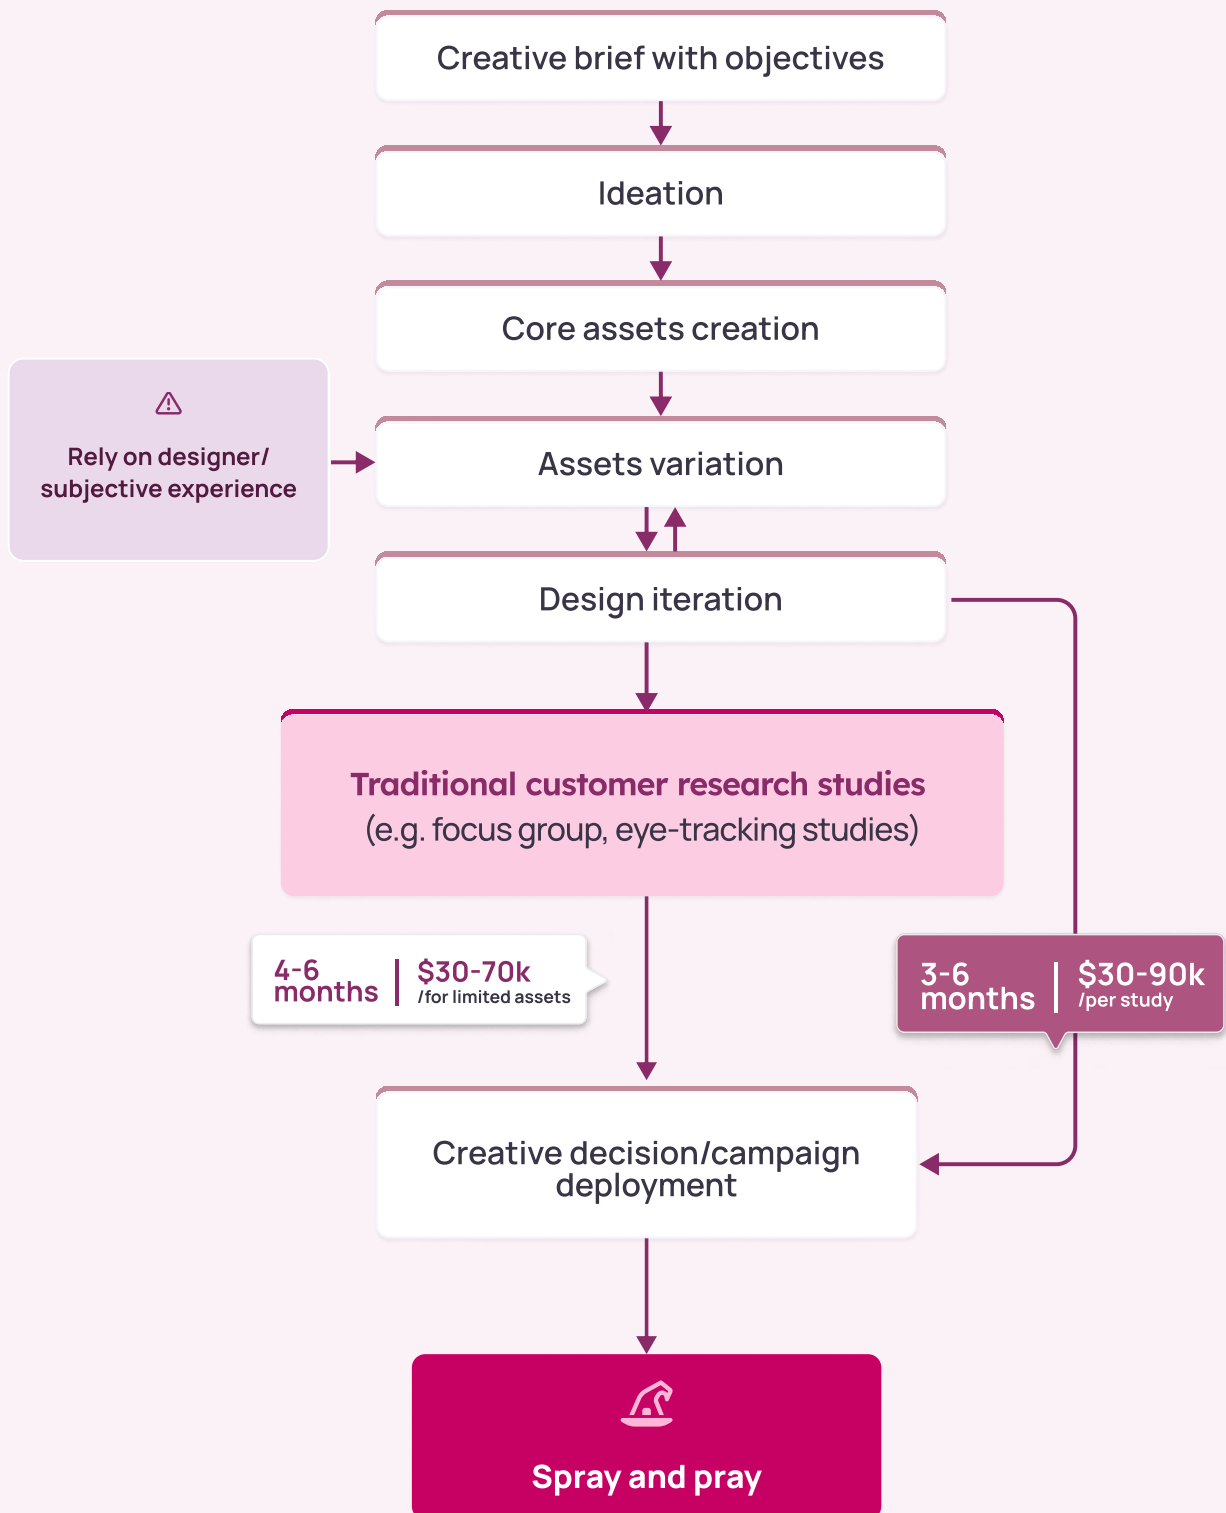 Creative brief with objectives
Ideation
Core assets creation
Rely on designer/
subjective experience
Assets variation
Design iteration
Traditional customer research studies
(e.g. focus group, eye-tracking studies)
4-6
months
$30-70k
/for limited assets
3-6
months
$30-90k
/per study
Creative decision/campaign
deployment
Spray and pray